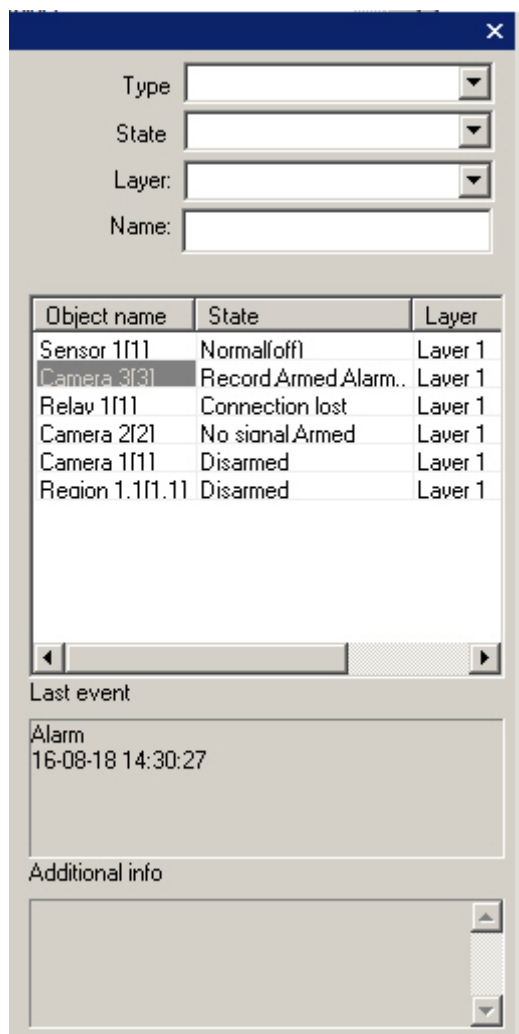 Type
State
Layer:
Name:
Object name State Layer
Sensor 1[1] Normal(off) Layer 1
Camera 3[3] Record,Armed,Alarm.. Layer 1
Relay 1[1] Connection lost Layer 1
Camera 2[2] No signal,Armed Layer 1
Camera 1[1] Disarmed Layer 1
Region 1.1[1.1] Disarmed Layer 1
Last event
Alarm
16-08-18 14:30:27
Additional info